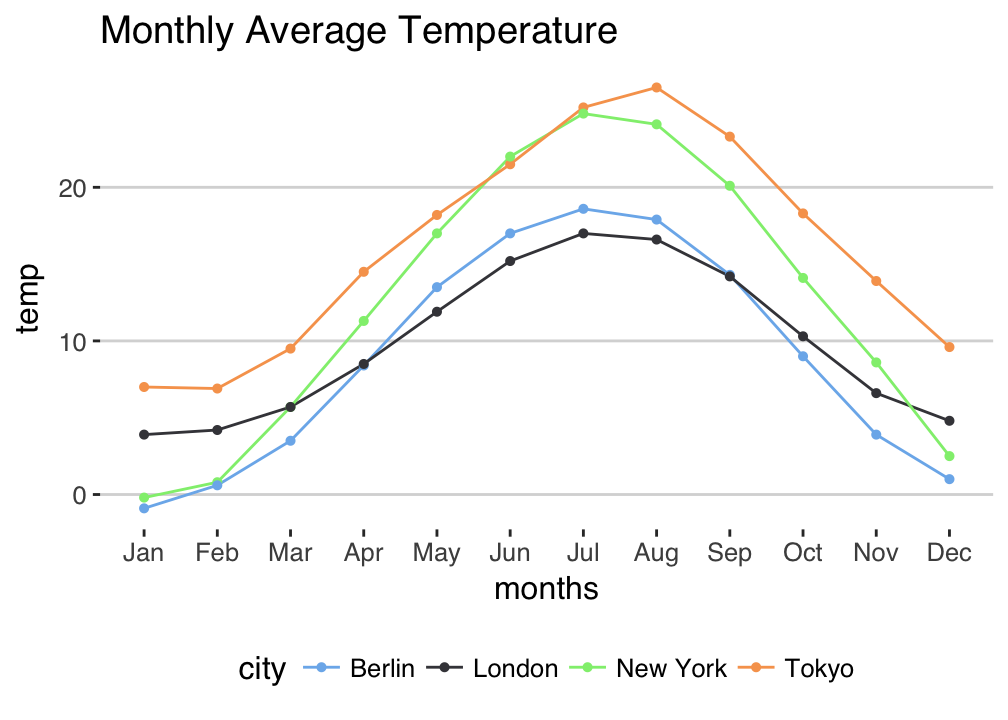 Monthly Average Temperature
temp
20
10
0
Jan Feb Mar Apr May Jun Jul Aug Sep Oct Nov Dec
months
city Berlin London New York Tokyo